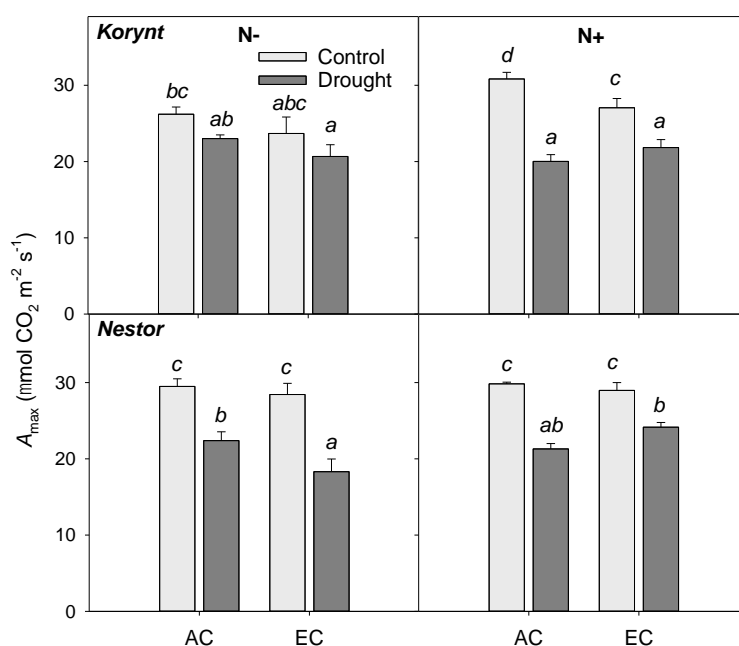 Korynt
N-
N+
Control
Drought
bc
ab
abc
a
d
a
c
a
30
20
10
0
Nestor
c
b
c
a
c
ab
c
b
30
20
10
0
AC
EC
AC
EC
Amax (mmol CO2 m-2 s-1)